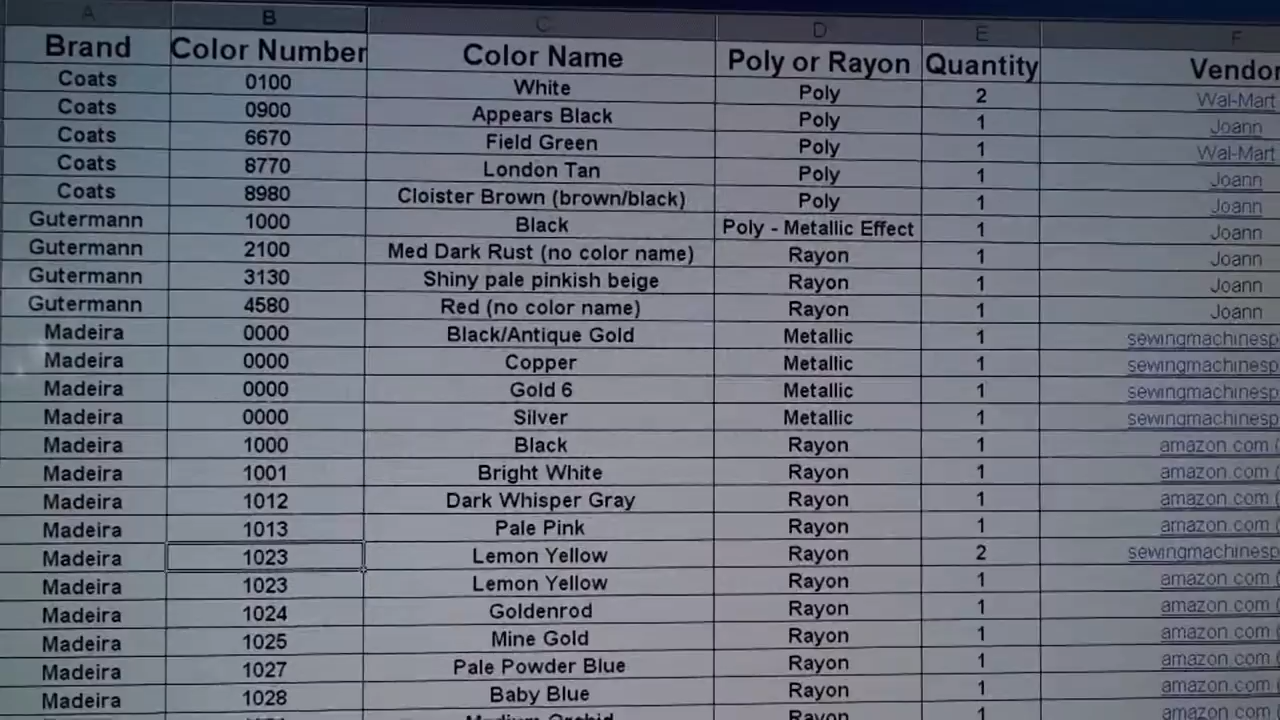 A B C D E F
Brand Color Number Color Name Poly or Rayon Quantity Vendor
Coats 0100 White Poly 2 Wal-Mart
Coats 0900 Appears Black Poly 1 Joann
Coats 6670 Field Green Poly 1 Wal-Mart
Coats 8770 London Tan Poly 1 Joann
Coats 8980 Cloister Brown (brown/black) Poly 1 Joann
Gutermann 1000 Black Poly - Metallic Effect 1 Joann
Gutermann 2100 Med Dark Rust (no color name) Rayon 1 Joann
Gutermann 3130 Shiny pale pinkish beige Rayon 1 Joann
Gutermann 4580 Red (no color name) Rayon 1 Joann
Madeira 0000 Black/Antique Gold Metallic 1 sewingmachinesp
Madeira 0000 Copper Metallic 1 sewingmachinesp
Madeira 0000 Gold 6 Metallic 1 sewingmachinesp
Madeira 0000 Silver Metallic 1 sewingmachinesp
Madeira 1000 Black Rayon 1 amazon.com (
Madeira 1001 Bright White Rayon 1 amazon.com (
Madeira 1012 Dark Whisper Gray Rayon 1 amazon.com (
Madeira 1013 Pale Pink Rayon 1 amazon.com (
Madeira 1023 Lemon Yellow Rayon 2 sewingmachinesp
Madeira 1023 Lemon Yellow Rayon 1 amazon.com (
Madeira 1024 Goldenrod Rayon 1 amazon.com (
Madeira 1025 Mine Gold Rayon 1 amazon.com (
Madeira 1027 Pale Powder Blue Rayon 1 amazon.com (
Madeira 1028 Baby Blue Rayon 1 amazon.com (
Medium Orchid Rayon 1 amazon.com (